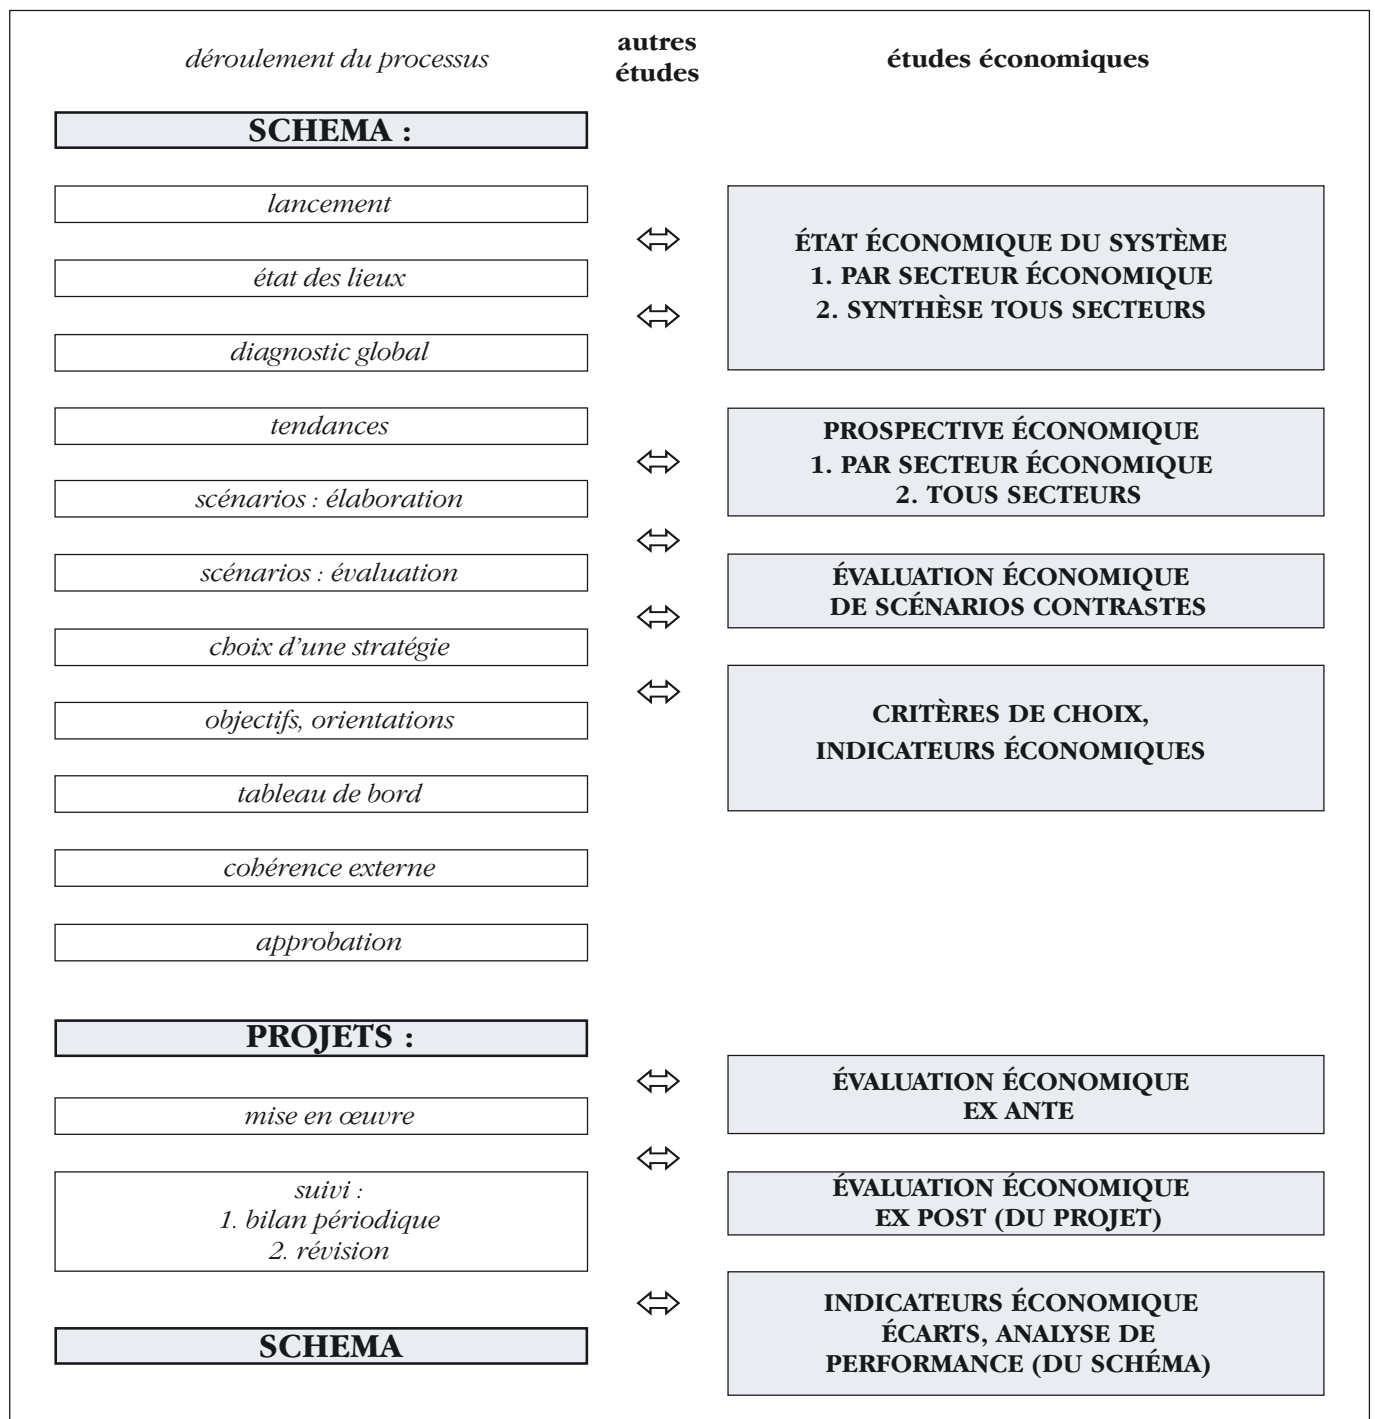 déroulement du processus
autres
études
études économiques
SCHEMA :
lancement
état des lieux
diagnostic global
ÉTAT ÉCONOMIQUE DU SYSTÈME
1. PAR SECTEUR ÉCONOMIQUE
2. SYNTHÈSE TOUS SECTEURS
tendances
scénarios : élaboration
PROSPECTIVE ÉCONOMIQUE
1. PAR SECTEUR ÉCONOMIQUE
2. TOUS SECTEURS
scénarios : évaluation
ÉVALUATION ÉCONOMIQUE
DE SCÉNARIOS CONTRASTES
choix d'une stratégie
objectifs, orientations
tableau de bord
CRITÈRES DE CHOIX,
INDICATEURS ÉCONOMIQUES
cohérence externe
approbation
PROJETS :
mise en œuvre
ÉVALUATION ÉCONOMIQUE
EX ANTE
suivi :
1. bilan périodique
2. révision
ÉVALUATION ÉCONOMIQUE
EX POST (DU PROJET)
SCHEMA
INDICATEURS ÉCONOMIQUE
ÉCARTS, ANALYSE DE
PERFORMANCE (DU SCHÉMA)